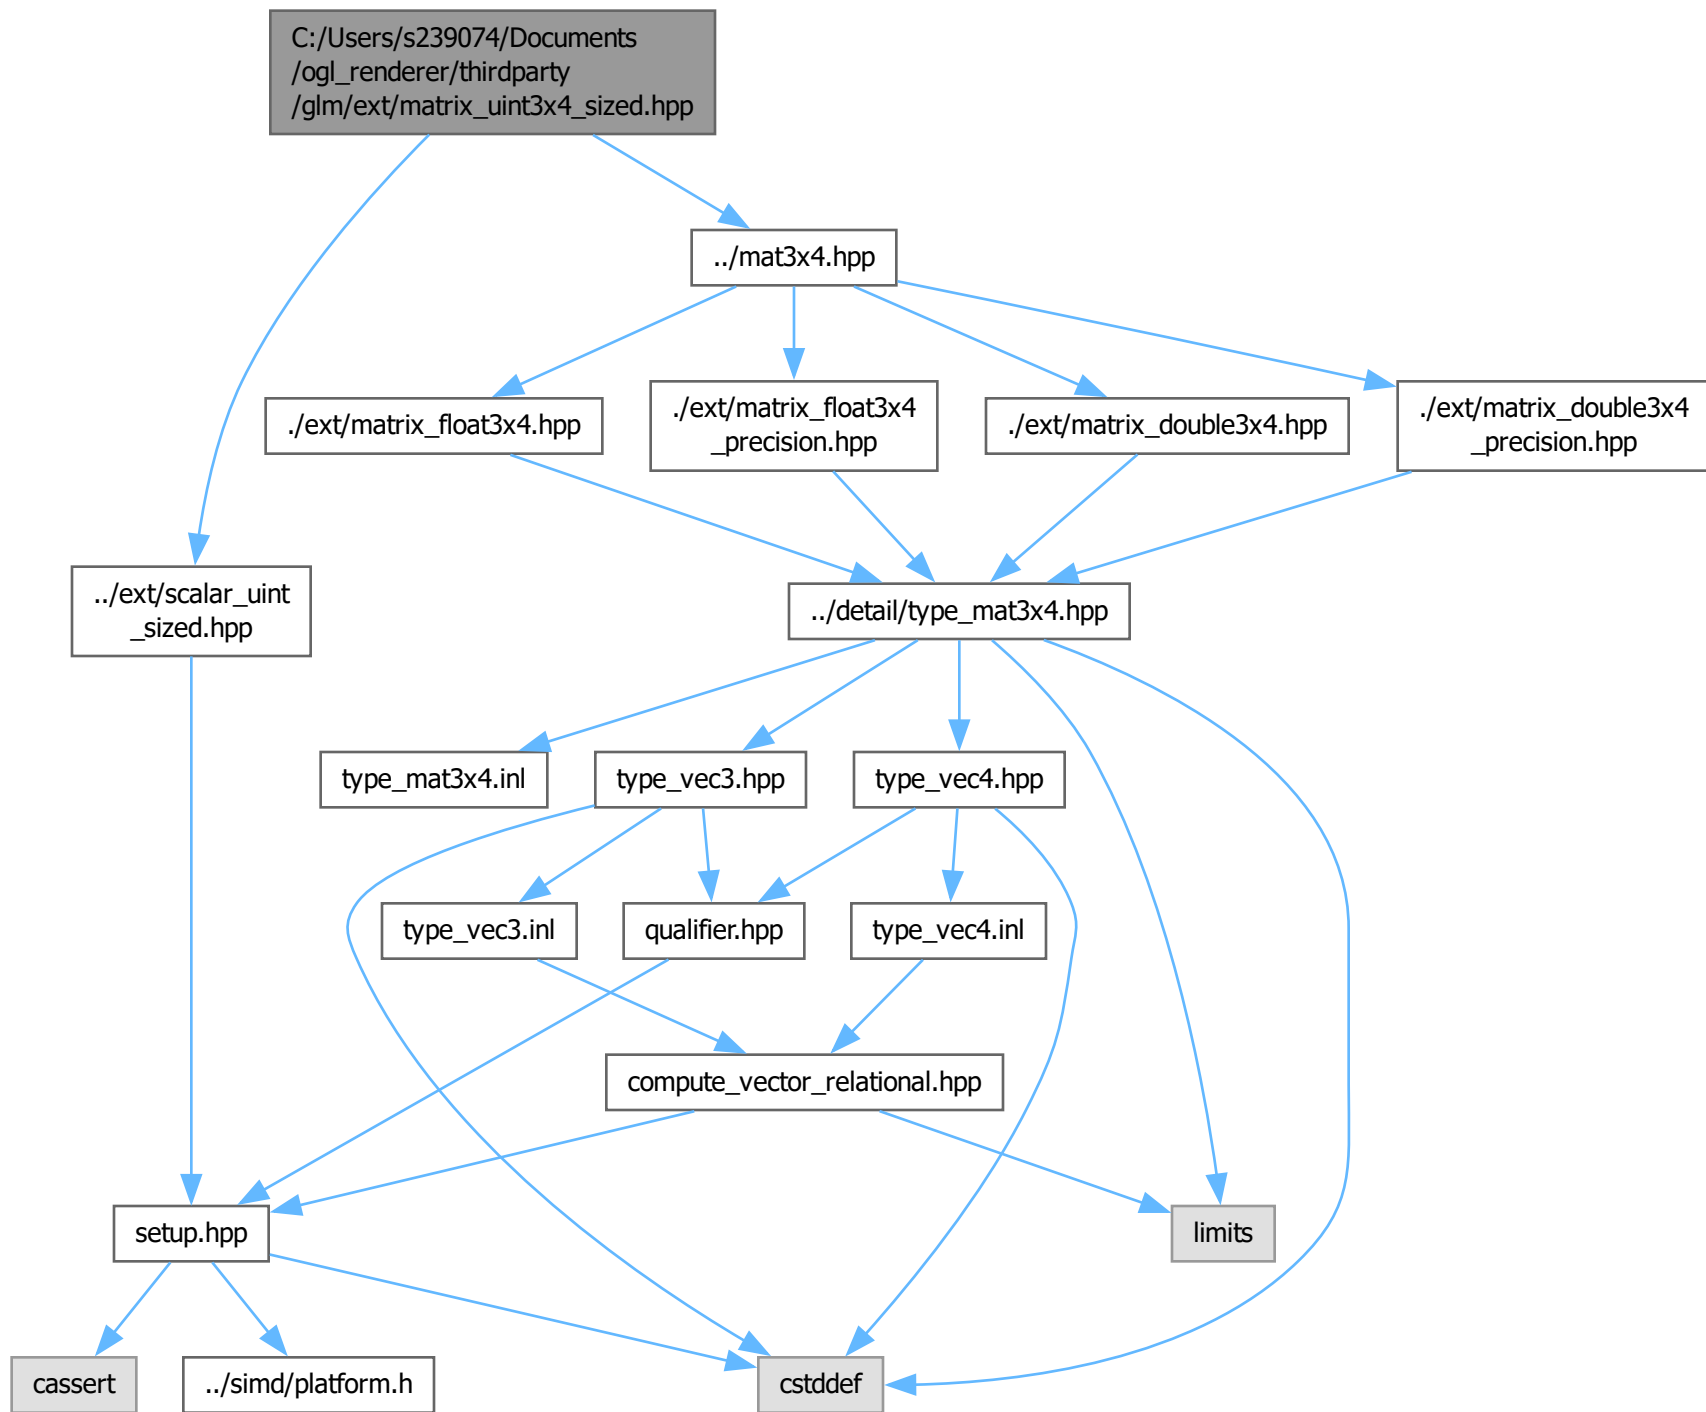 C:/Users/s239074/Documents
/ogl_renderer/thirdparty
/glm/ext/matrix_uint3x4_sized.hpp
../mat3x4.hpp
./ext/matrix_float3x4.hpp
./ext/matrix_float3x4
_precision.hpp
./ext/matrix_double3x4.hpp
./ext/matrix_double3x4
_precision.hpp
../ext/scalar_uint
_sized.hpp
../detail/type_mat3x4.hpp
type_mat3x4.inl
type_vec3.hpp
type_vec4.hpp
type_vec3.inl
qualifier.hpp
type_vec4.inl
compute_vector_relational.hpp
setup.hpp
limits
cassert
../simd/platform.h
cstddef